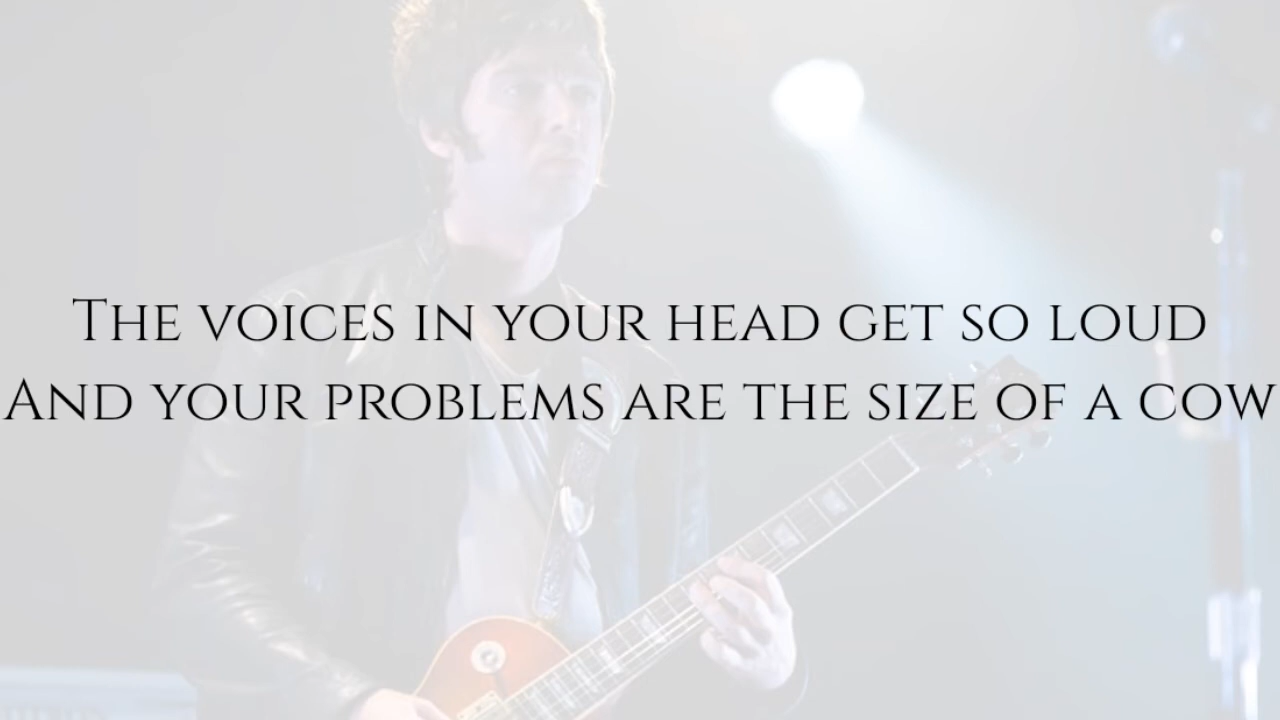 The voices in your head get so loud
And your problems are the size of a cow